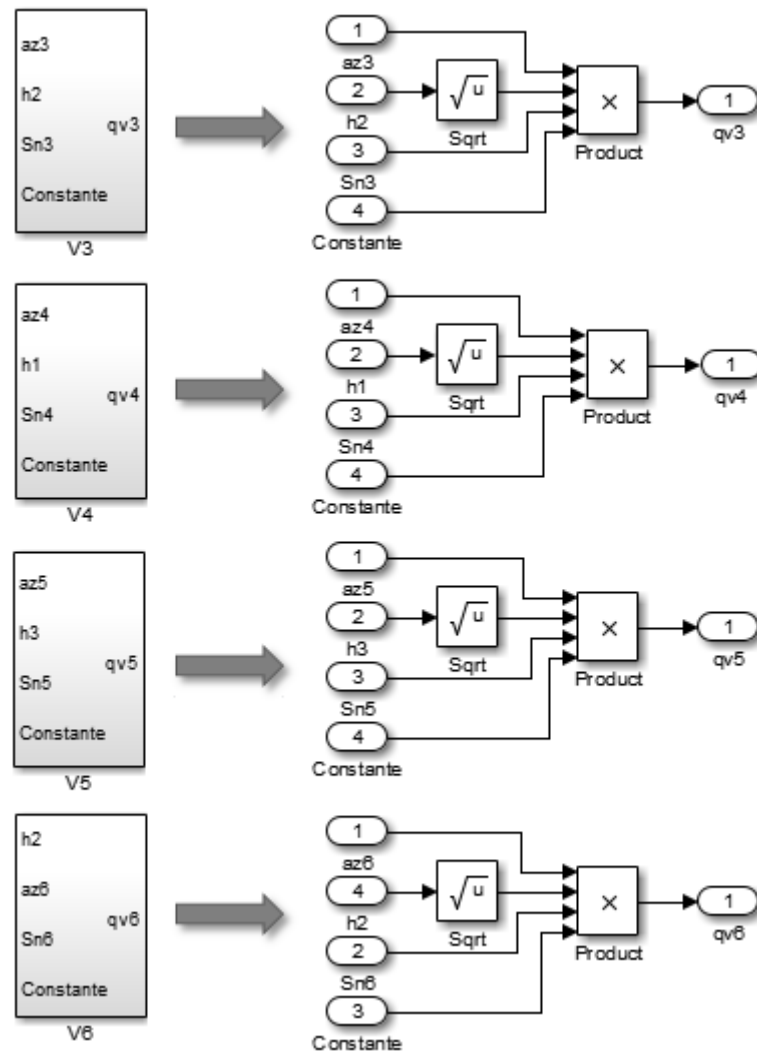 az3
h2
Sn3
qv3
Constante
V3
1
az3
2
h2
3
Sn3
4
Constante
√u
Sqrt
×
Product
1
qv3
az4
h1
Sn4
qv4
Constante
V4
1
az4
2
h1
3
Sn4
4
Constante
√u
Sqrt
×
Product
1
qv4
az5
h3
Sn5
qv5
Constante
V5
1
az5
2
h3
3
Sn5
4
Constante
√u
Sqrt
×
Product
1
qv5
h2
az6
Sn6
qv6
Constante
V6
1
az6
4
h2
2
Sn6
3
Constante
√u
Sqrt
×
Product
1
qv6